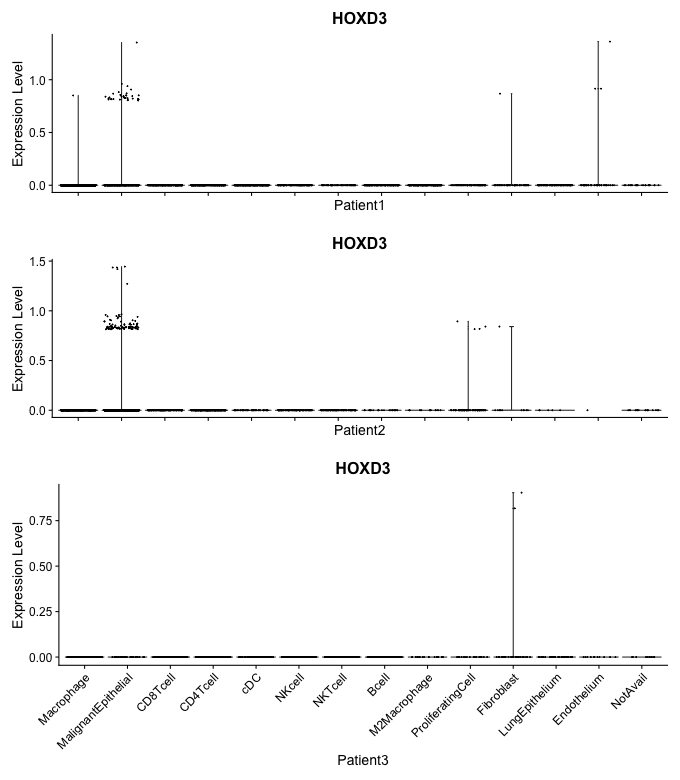 HOXD3
Expression Level
1.0
0.5
0.0
Patient1
HOXD3
Expression Level
1.5
1.0
0.5
0.0
Patient2
HOXD3
Expression Level
0.75
0.50
0.25
0.00
Macrophage
MalignantEpithelial
CD8Tcell
CD4Tcell
cDC
NKcell
NKTcell
Bcell
M2Macrophage
ProliferatingCell
Fibroblast
LungEpithelium
Endothelium
NotAvail
Patient3